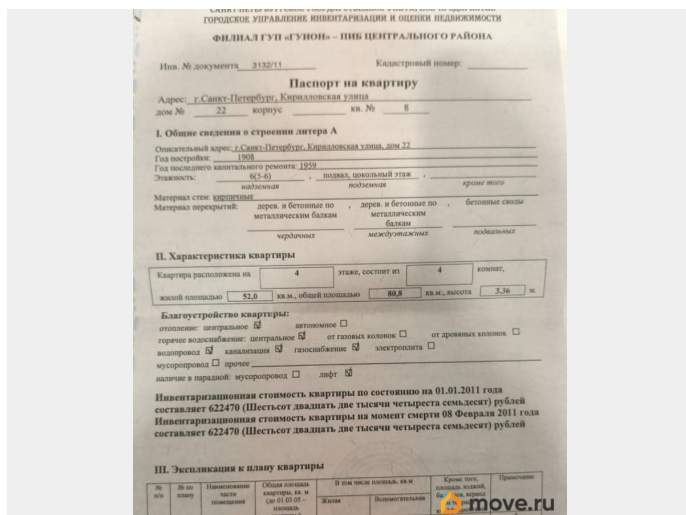 ГОРОДСКОЕ УПРАВЛЕНИЕ ИНВЕНТАРИЗАЦИИ И ОЦЕНКИ НЕДВИЖИМОСТИ
ФИЛИАЛ ГУП «ГУИОН» – ПИБ ЦЕНТРАЛЬНОГО РАЙОНА
Инв. № документа 3132/11 Кадастровый номер:
Паспорт на квартиру
Адрес: г.Санкт-Петербург, Кирилловская улица
дом № 22 корпус кв. № 8
I. Общие сведения о строении литера А
Описательный адрес: г.Санкт-Петербург, Кирилловская улица, дом 22
Год постройки: 1908
Год последнего капитального ремонта: 1959
Этажность: 6(5-6) , подвал, цокольный этаж ,
надземная подземная кроме того
Материал стен: кирпичные
Материал перекрытий: дерев. и бетонные по , дерев. и бетонные по , бетонные своды
металлическим балкам металлическим
балкам
чердачных междуэтажных подвальных
II. Характеристика квартиры
Квартира расположена на 4 этаже, состоит из 4 комнат,
жилой площадью 52,0 кв.м., общей площадью 80,8 кв.м., высота 3.36 м.
Благоустройство квартиры:
отопление: центральное ☑ автономное ☐
горячее водоснабжение: центральное ☑ от газовых колонок ☐ от дровяных колонок ☐
водопровод ☑ канализация ☑ газоснабжение ☑ электроплита ☐
мусоропровод ☐ прочее
наличие в парадной: мусоропровод ☐ лифт ☑
Инвентаризационная стоимость квартиры по состоянию на 01.01.2011 года
составляет 622470 (Шестьсот двадцать две тысячи четыреста семьдесят) рублей
Инвентаризационная стоимость квартиры на момент смерти 08 Февраля 2011 года
составляет 622470 (Шестьсот двадцать две тысячи четыреста семьдесят) рублей
III. Экспликация к плану квартиры
№ № по Наименование Общая площадь В том числе площадь, кв.м Кроме того, Примечание
п/п плану части квартиры, кв. м Жилая Вспомогательная площадь лоджий,
помещения (до 01 03 05 –
площадь
move.ru